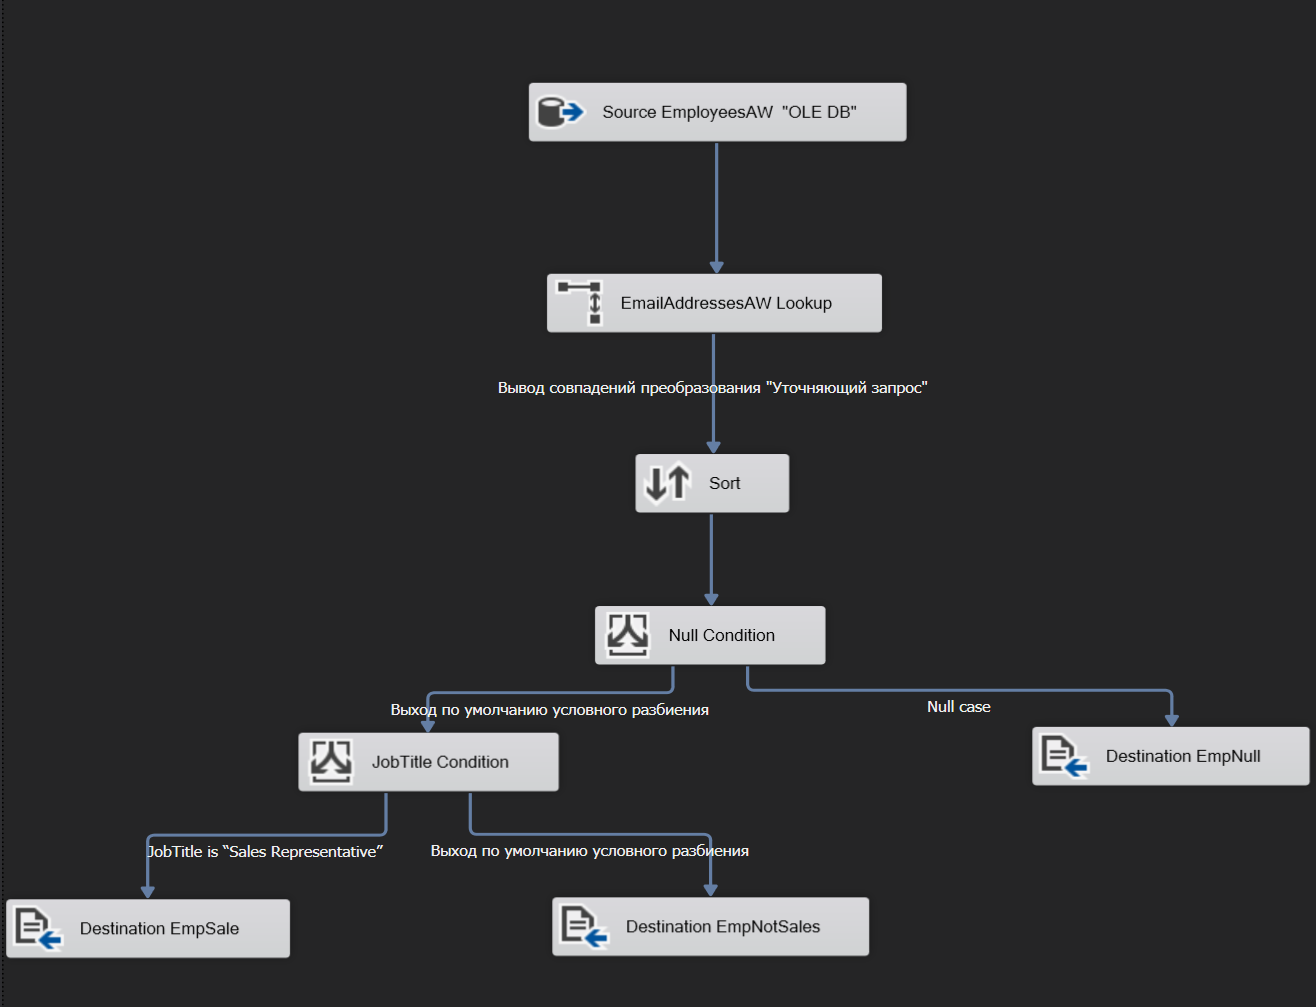 Source EmployeesAW  "OLE DB"
EmailAddressesAW Lookup
Вывод совпадений преобразования "Уточняющий запрос"
Sort
Null Condition
Выход по умолчанию условного разбиения
Null case
JobTitle Condition
Destination EmpNull
JobTitle is “Sales Representative”
Выход по умолчанию условного разбиения
Destination EmpSale
Destination EmpNotSales